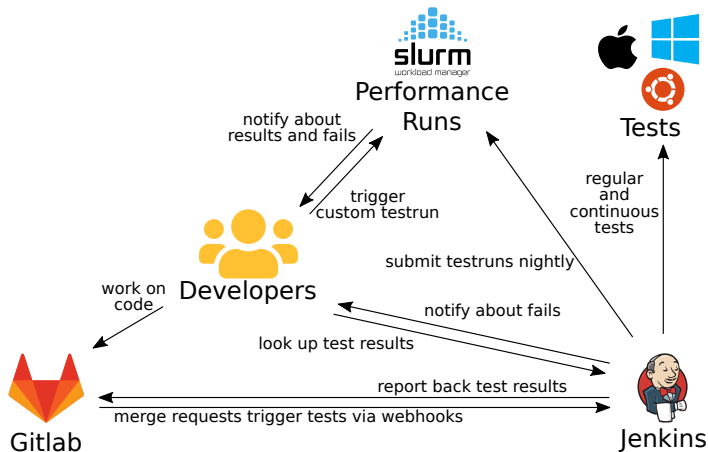 slurm
workload manager
Performance
Runs
Tests
notify about
results and fails
trigger
custom testrun
regular
and
continuous
tests
submit testruns nightly
Developers
work on
code
notify about fails
look up test results
report back test results
merge requests trigger tests via webhooks
Gitlab
Jenkins